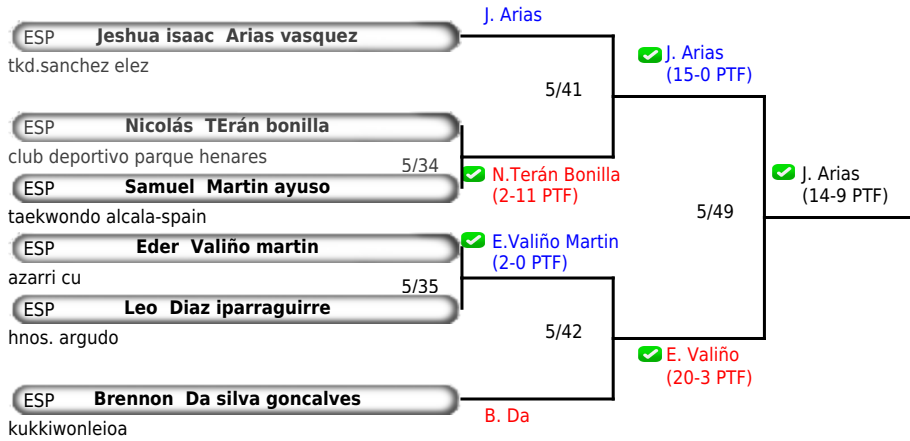 J. Arias
ESP Jeshua isaac Arias vasquez
tkd.sanchez elez
J. Arias
(15-0 PTF)
5/41
ESP Nicolás TErán bonilla
club deportivo parque henares
5/34
N.Terán Bonilla
(2-11 PTF)
ESP Samuel Martin ayuso
taekwondo alcala-spain
J. Arias
(14-9 PTF)
5/49
ESP Eder Valiño martin
azarri cu
E.Valiño Martin
(2-0 PTF)
5/35
ESP Leo Diaz iparraguirre
hnos. argudo
5/42
E. Valiño
(20-3 PTF)
ESP Brennon Da silva goncalves
kukkiwonleioa
B. Da